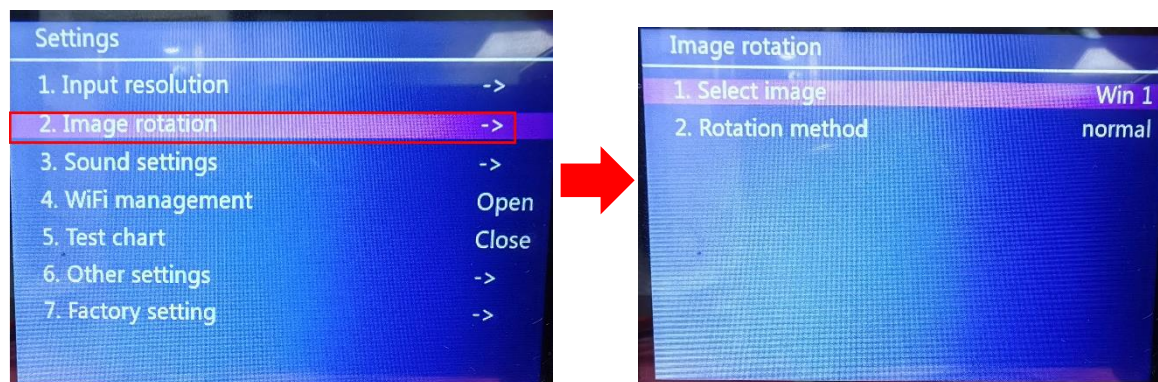 Settings
1. Input resolution ->
2. Image rotation ->
3. Sound settings ->
4. WiFi management Open
5. Test chart Close
6. Other settings ->
7. Factory setting ->
Image rotation
1. Select image Win 1
2. Rotation method normal